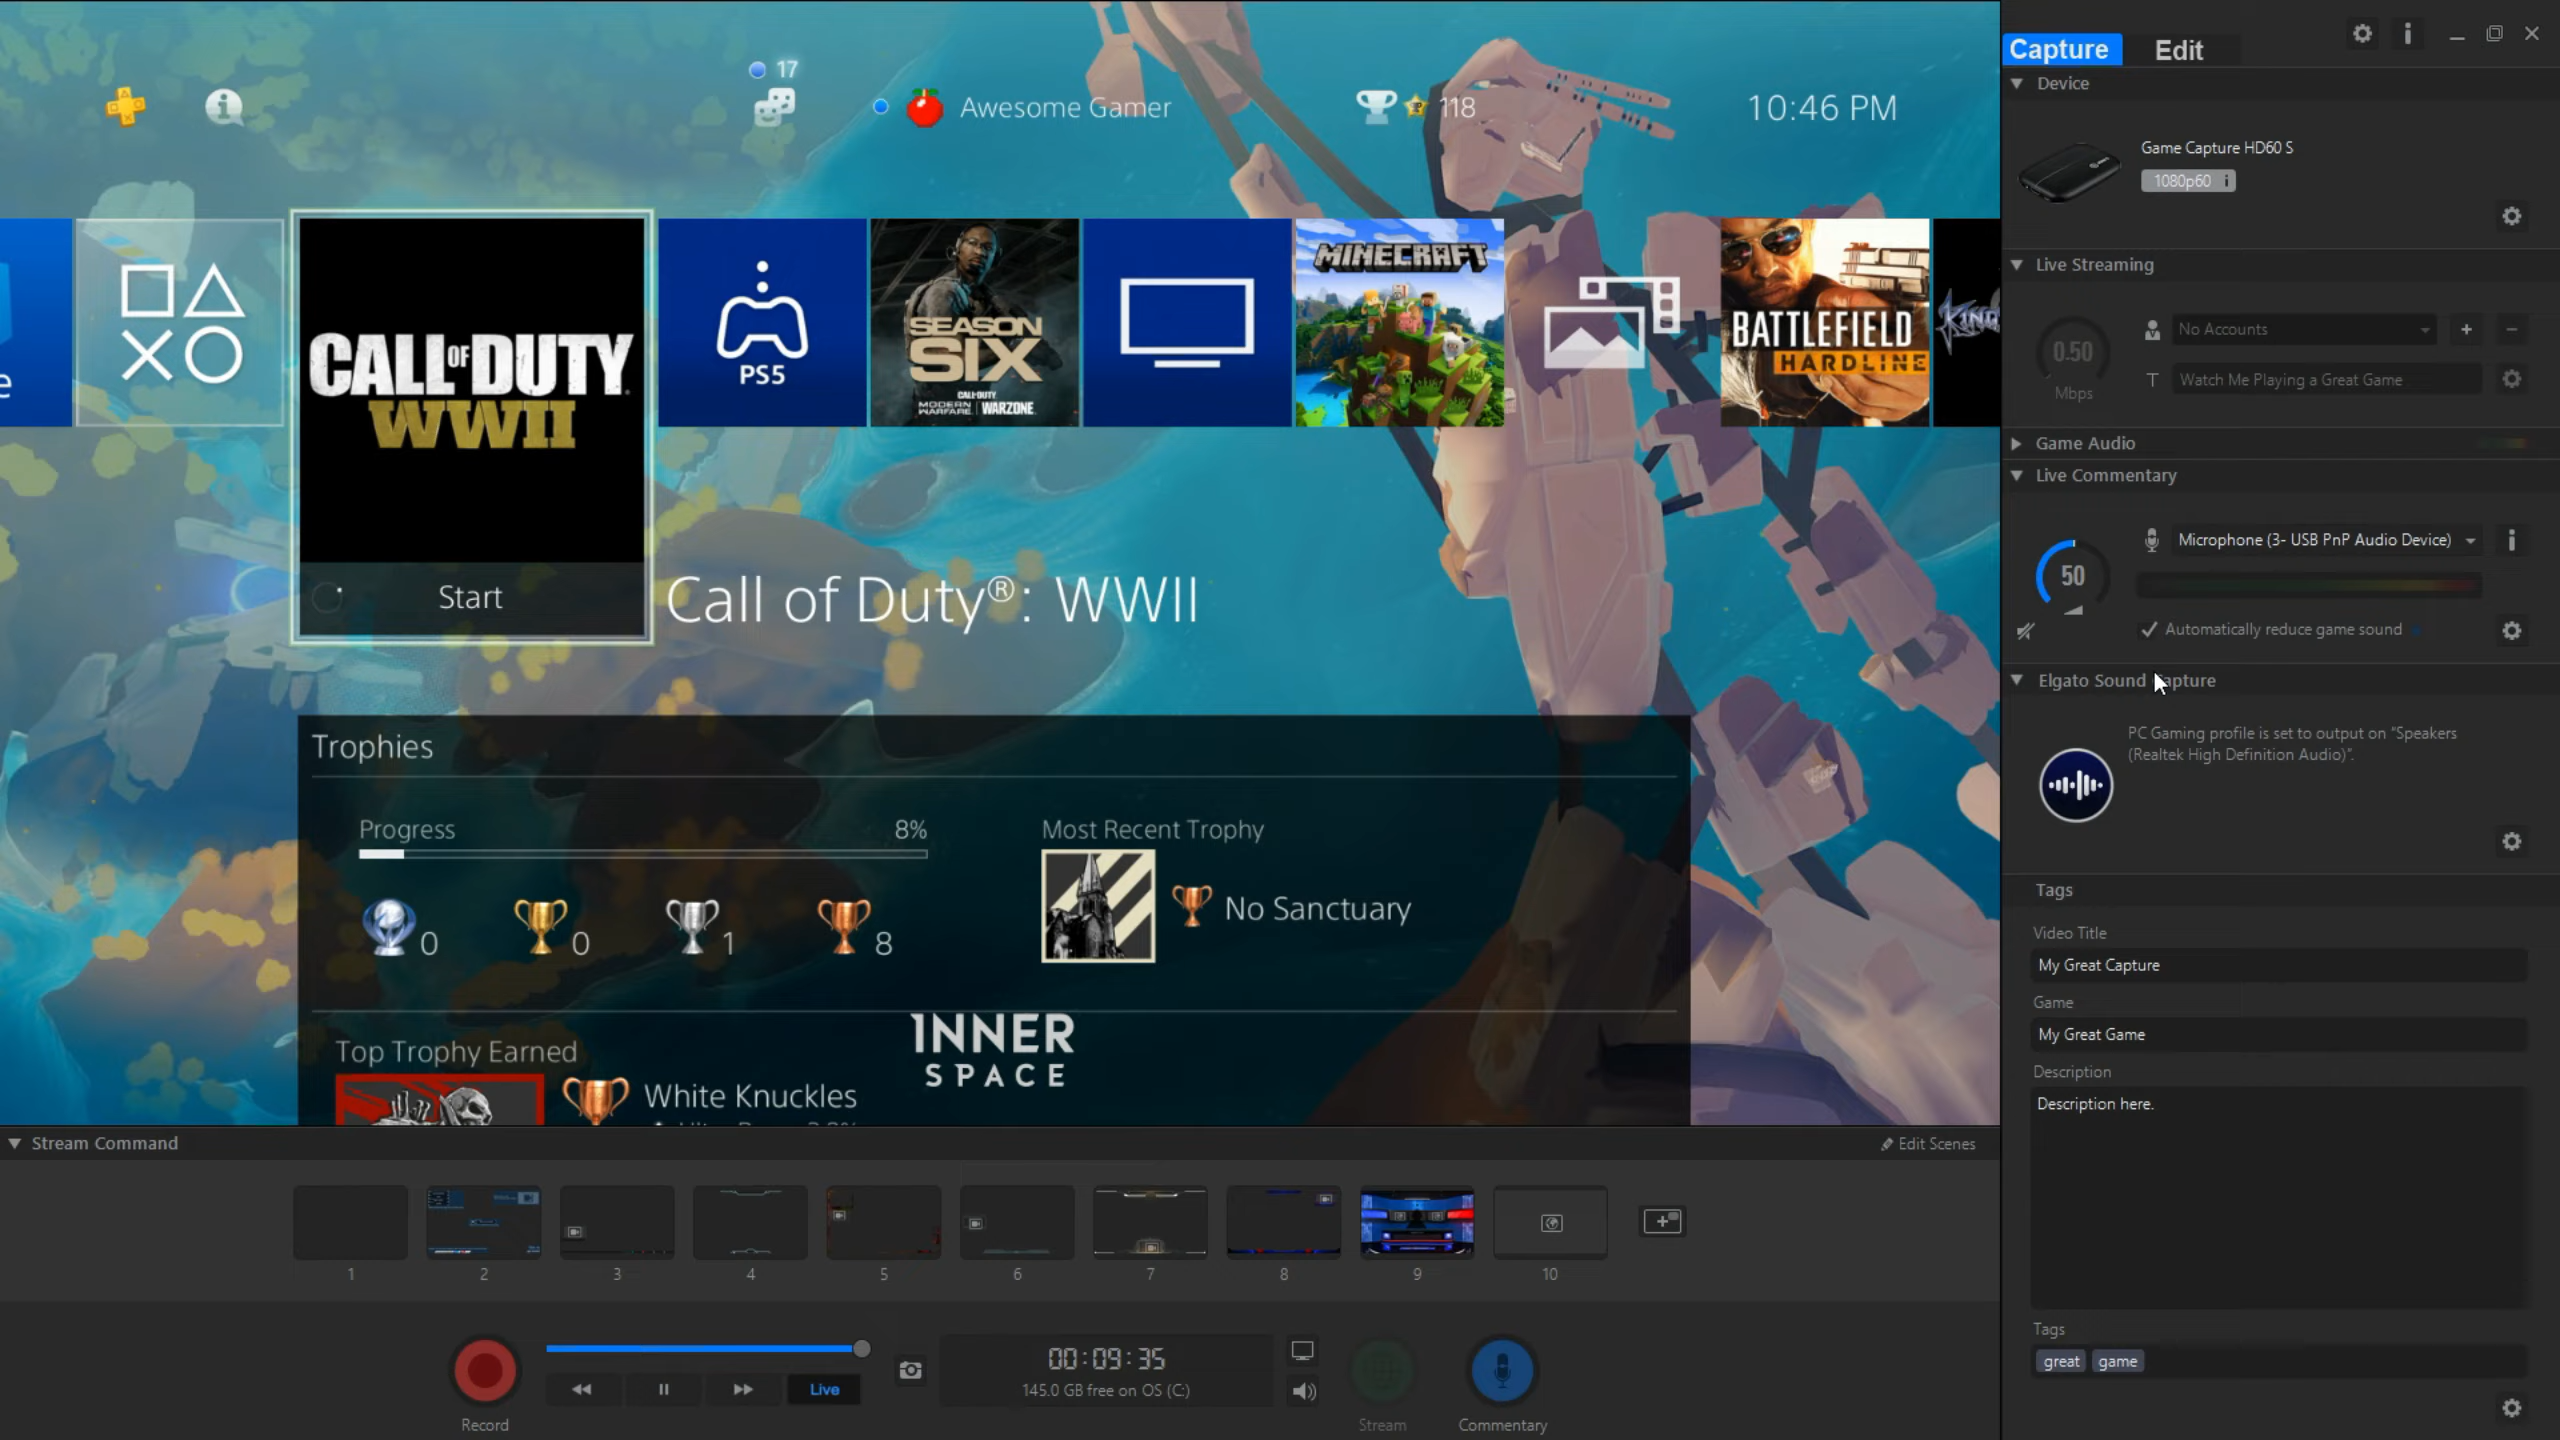 17
Awesome Gamer
118
10:46 PM
e
CALL OF DUTY
WWII
Start
PS5
SEASON
SIX
CALL OF DUTY
MODERN
WARFARE
WARZONE
MINECRAFT
BATTLEFIELD
HARDLINE
Call of Duty®: WWII
Trophies
Progress
8%
0
0
1
8
Most Recent Trophy
No Sanctuary
INNER
SPACE
Top Trophy Earned
White Knuckles
Stream Command
Edit Scenes
1
2
3
4
5
6
7
8
9
10
Record
Live
00:09:35
145.0 GB free on OS (C:)
Stream
Commentary
Capture
Edit
Device
Game Capture HD60 S
1080p60 i
Live Streaming
0.50
Mbps
No Accounts
T
Watch Me Playing a Great Game
Game Audio
Live Commentary
50
Microphone (3- USB PnP Audio Device)
Automatically reduce game sound
Elgato Sound Capture
PC Gaming profile is set to output on "Speakers
(Realtek High Definition Audio)".
Tags
Video Title
My Great Capture
Game
My Great Game
Description
Description here.
Tags
great game